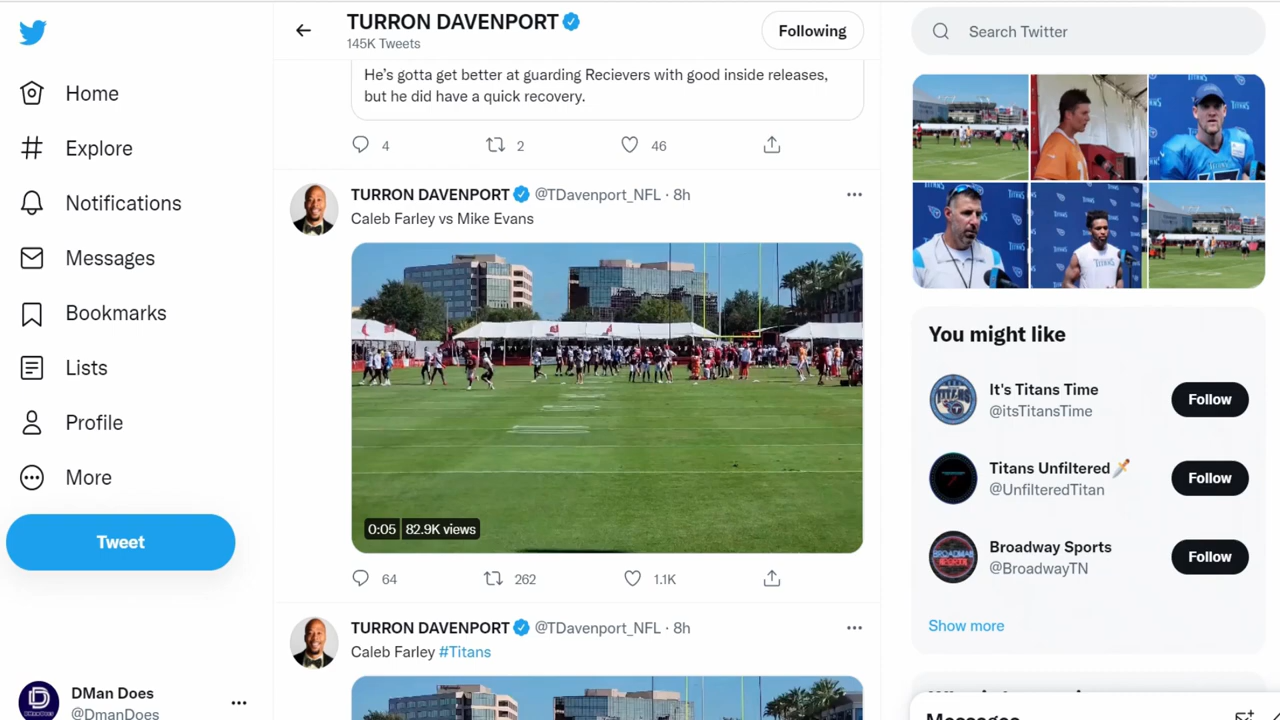 Home
Explore
Notifications
Messages
Bookmarks
Lists
Profile
More
Tweet
DMan Does
@DmanDoes
TURRON DAVENPORT
145K Tweets
Following
He's gotta get better at guarding Recievers with good inside releases,
but he did have a quick recovery.
4 2 46
TURRON DAVENPORT @TDavenport_NFL · 8h
Caleb Farley vs Mike Evans
0:05 82.9K views
64 262 1.1K
TURRON DAVENPORT @TDavenport_NFL · 8h
Caleb Farley #Titans
Search Twitter
You might like
It's Titans Time
@itsTitansTime
Follow
Titans Unfiltered
@UnfilteredTitan
Follow
Broadway Sports
@BroadwayTN
Follow
Show more
Messages